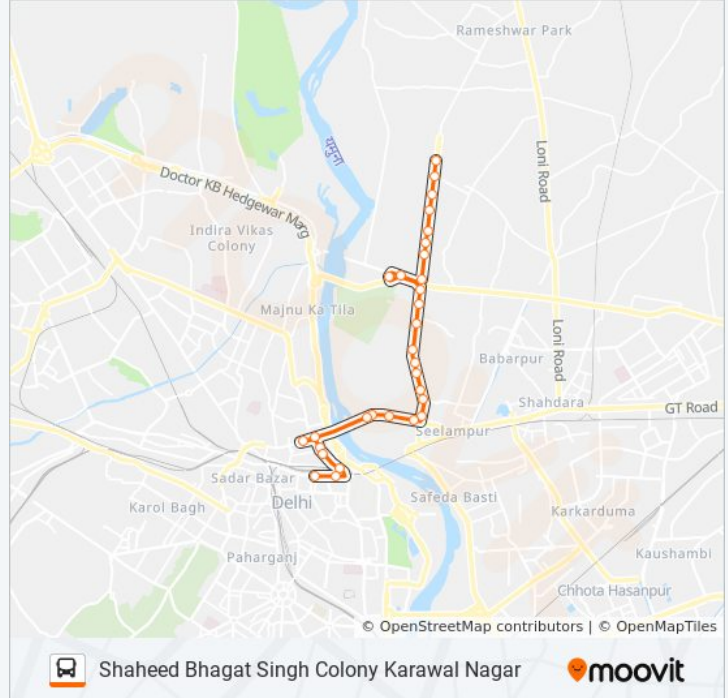 Rameshwar Park
Loni Road
Doctor KB Hedgewar Marg
Indira Vikas
Colony
Majnu Ka Tila
Loni Road
Babarpur
Shahdara
GT Road
Seelampur
Sadar Bazar
Delhi
Safeda Basti
Karol Bagh
Karkarduma
Paharganj
Kaushambi
Chhota Hasanpur
© OpenStreetMap contributors | © OpenMapTiles
Shaheed Bhagat Singh Colony Karawal Nagar
moovit